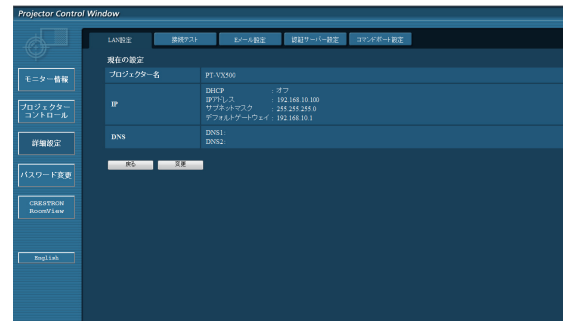 Projector Control Window
LAN設定
接続テスト
Eメール設定
認証サーバー設定
コマンドポート設定
現在の設定
プロジェクター名 PT-VX500
IP
DHCP : オフ
IPアドレス : 192.168.10.100
サブネットマスク : 255.255.255.0
デフォルトゲートウェイ : 192.168.10.1
DNS
DNS1:
DNS2:
戻る
変更
モニター情報
プロジェクター
コントロール
詳細設定
パスワード変更
CRESTRON
RoomView
English